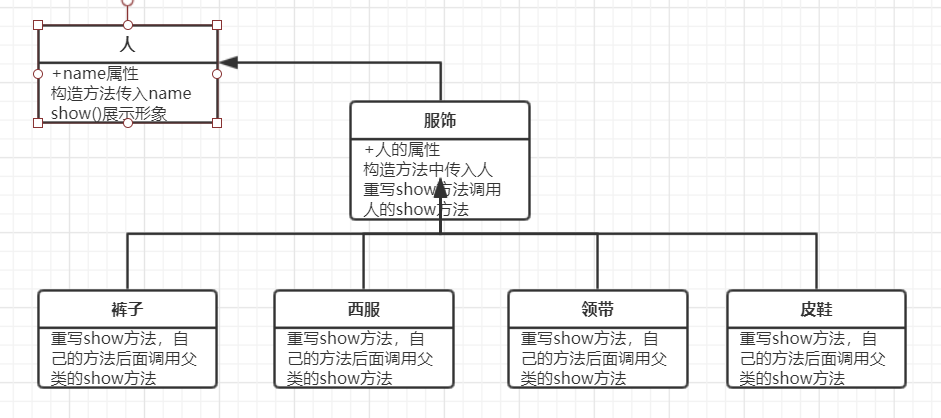 人
+name属性
构造方法传入name
show()展示形象
服饰
+人的属性
构造方法中传入人
重写show方法调用
人的show方法
裤子
重写show方法，自
己的方法后面调用父
类的show方法
西服
重写show方法，自
己的方法后面调用父
类的show方法
领带
重写show方法，自
己的方法后面调用父
类的show方法
皮鞋
重写show方法，自
己的方法后面调用父
类的show方法